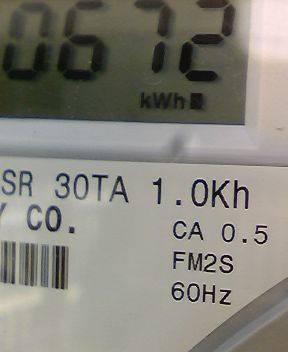 0672
kWh
SR 30TA 1.0Kh
Y CO.
CA 0.5
FM2S
60Hz